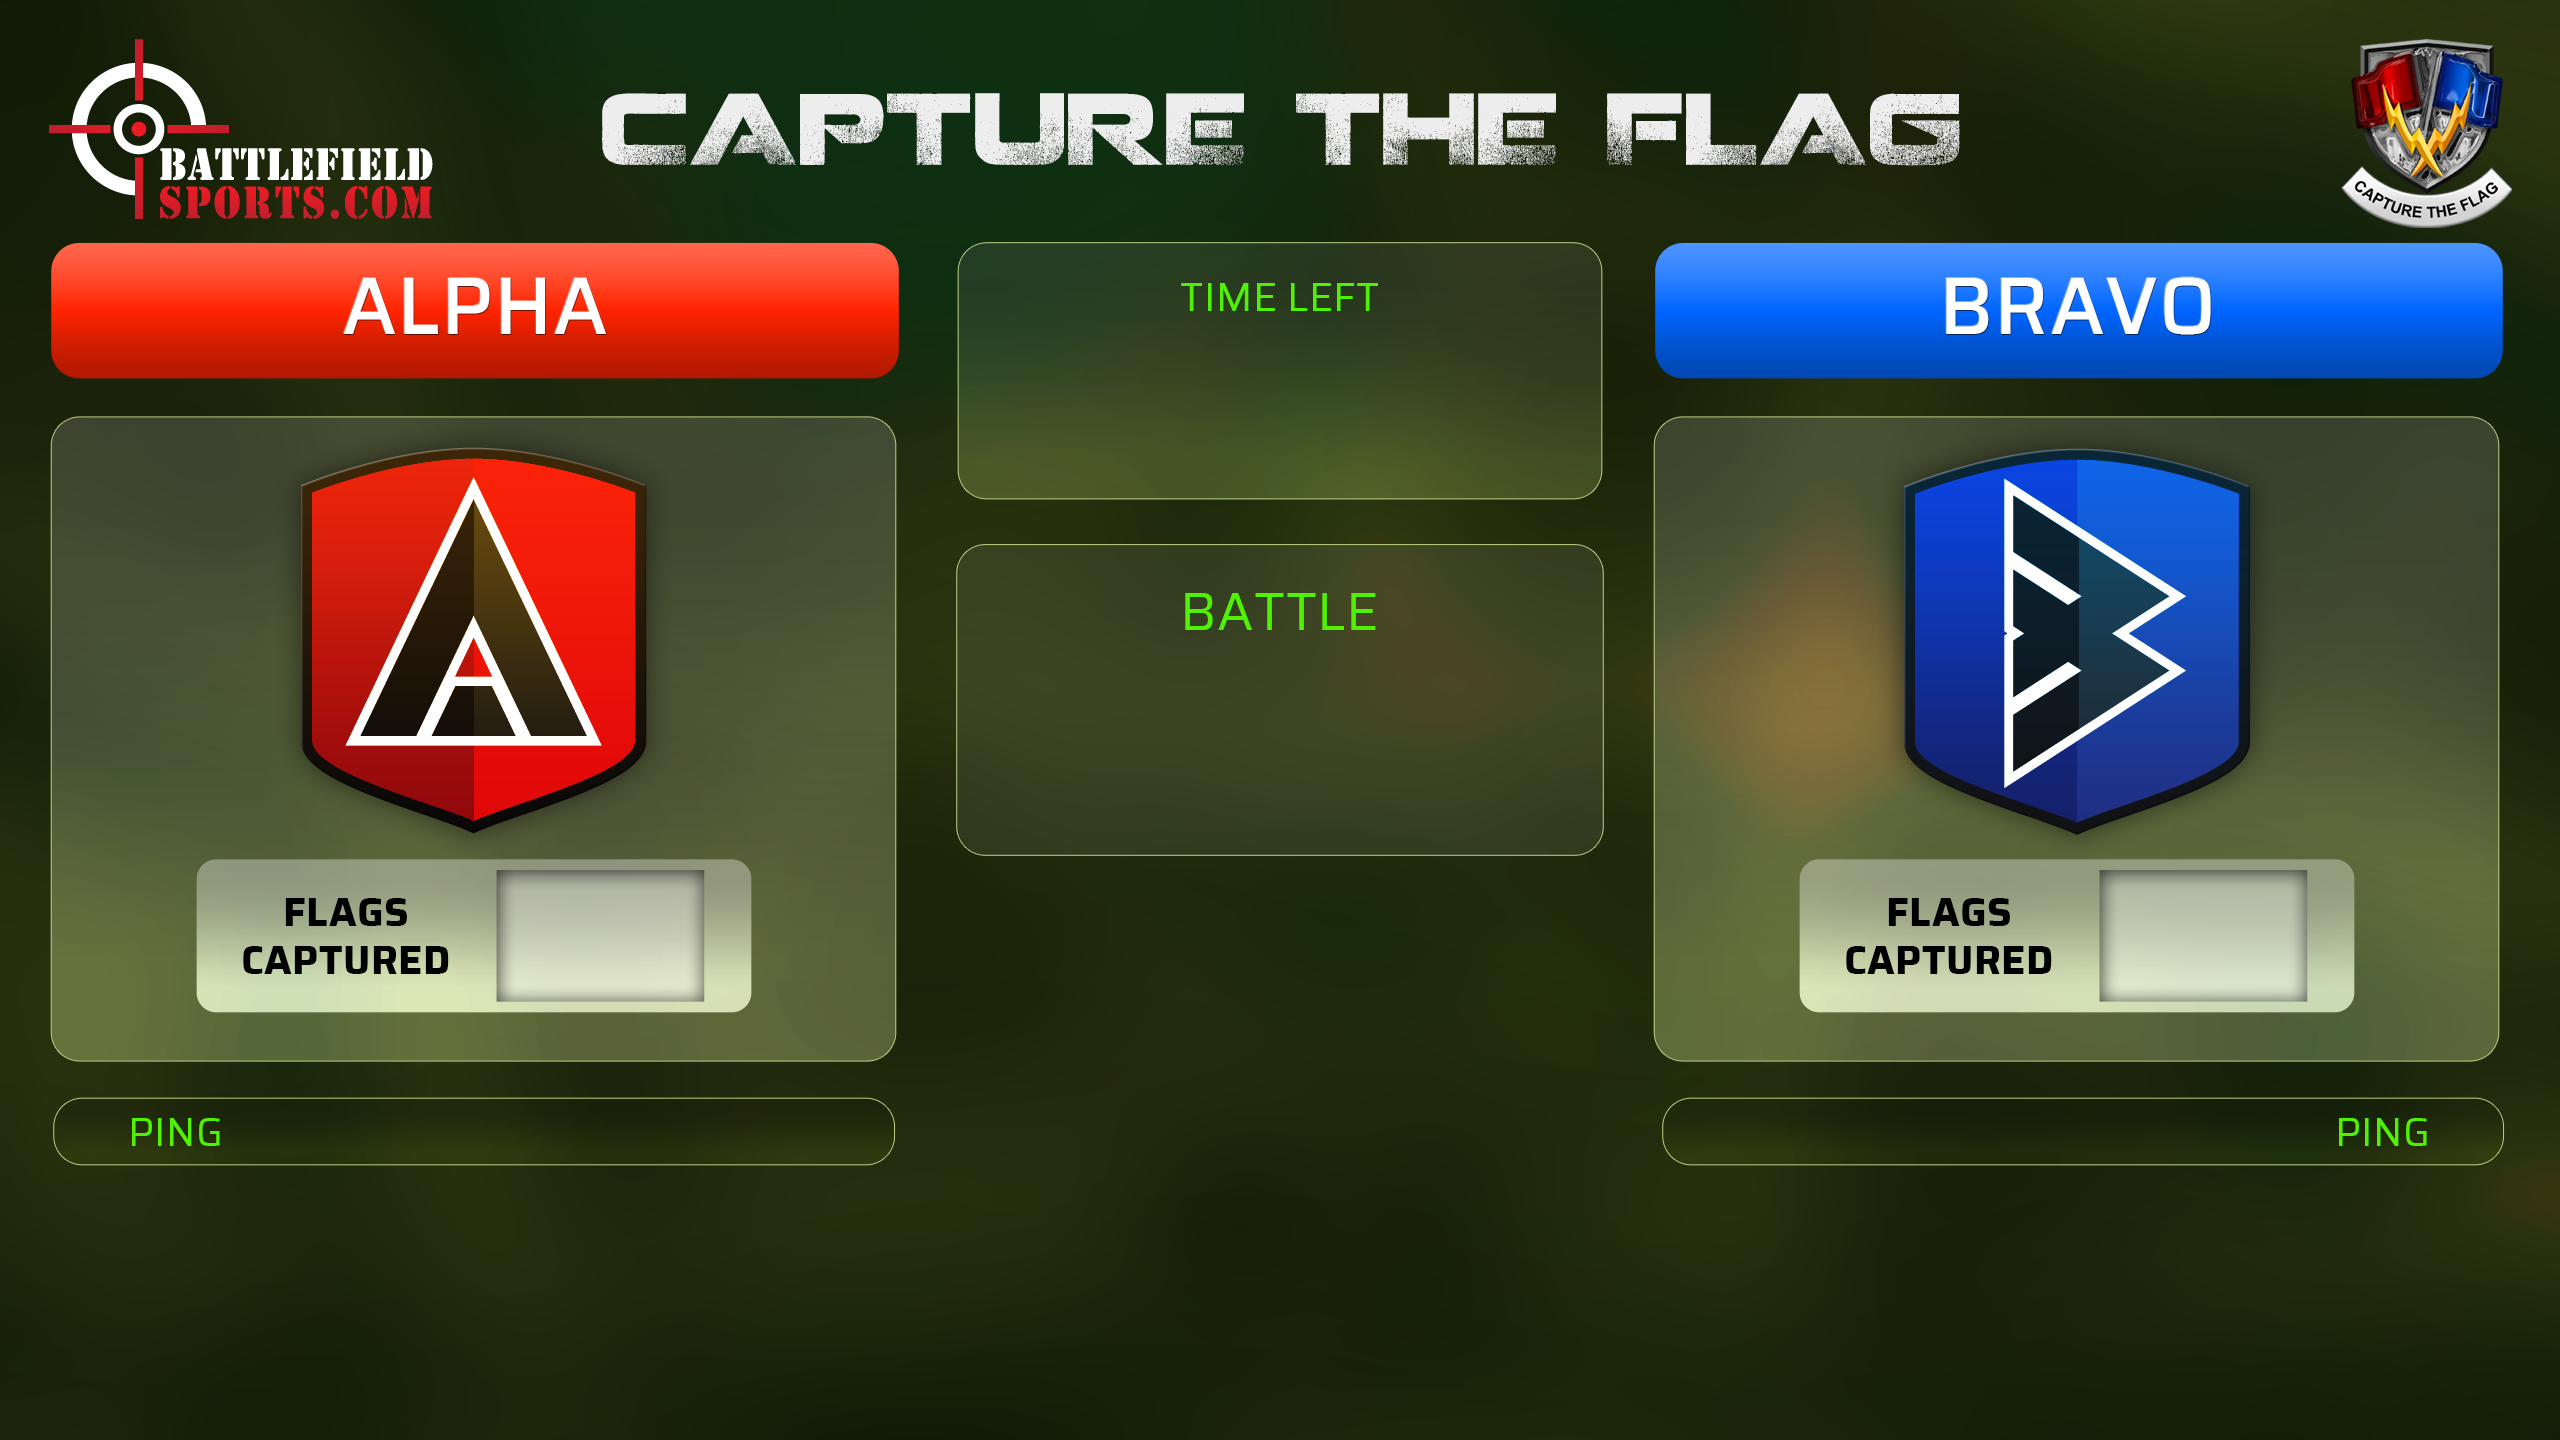 BATTLEFIELD
SPORTS.COM
CAPTURE THE FLAG
CAPTURE THE FLAG
ALPHA
TIME LEFT
BRAVO
BATTLE
FLAGS
CAPTURED
FLAGS
CAPTURED
PING
PING